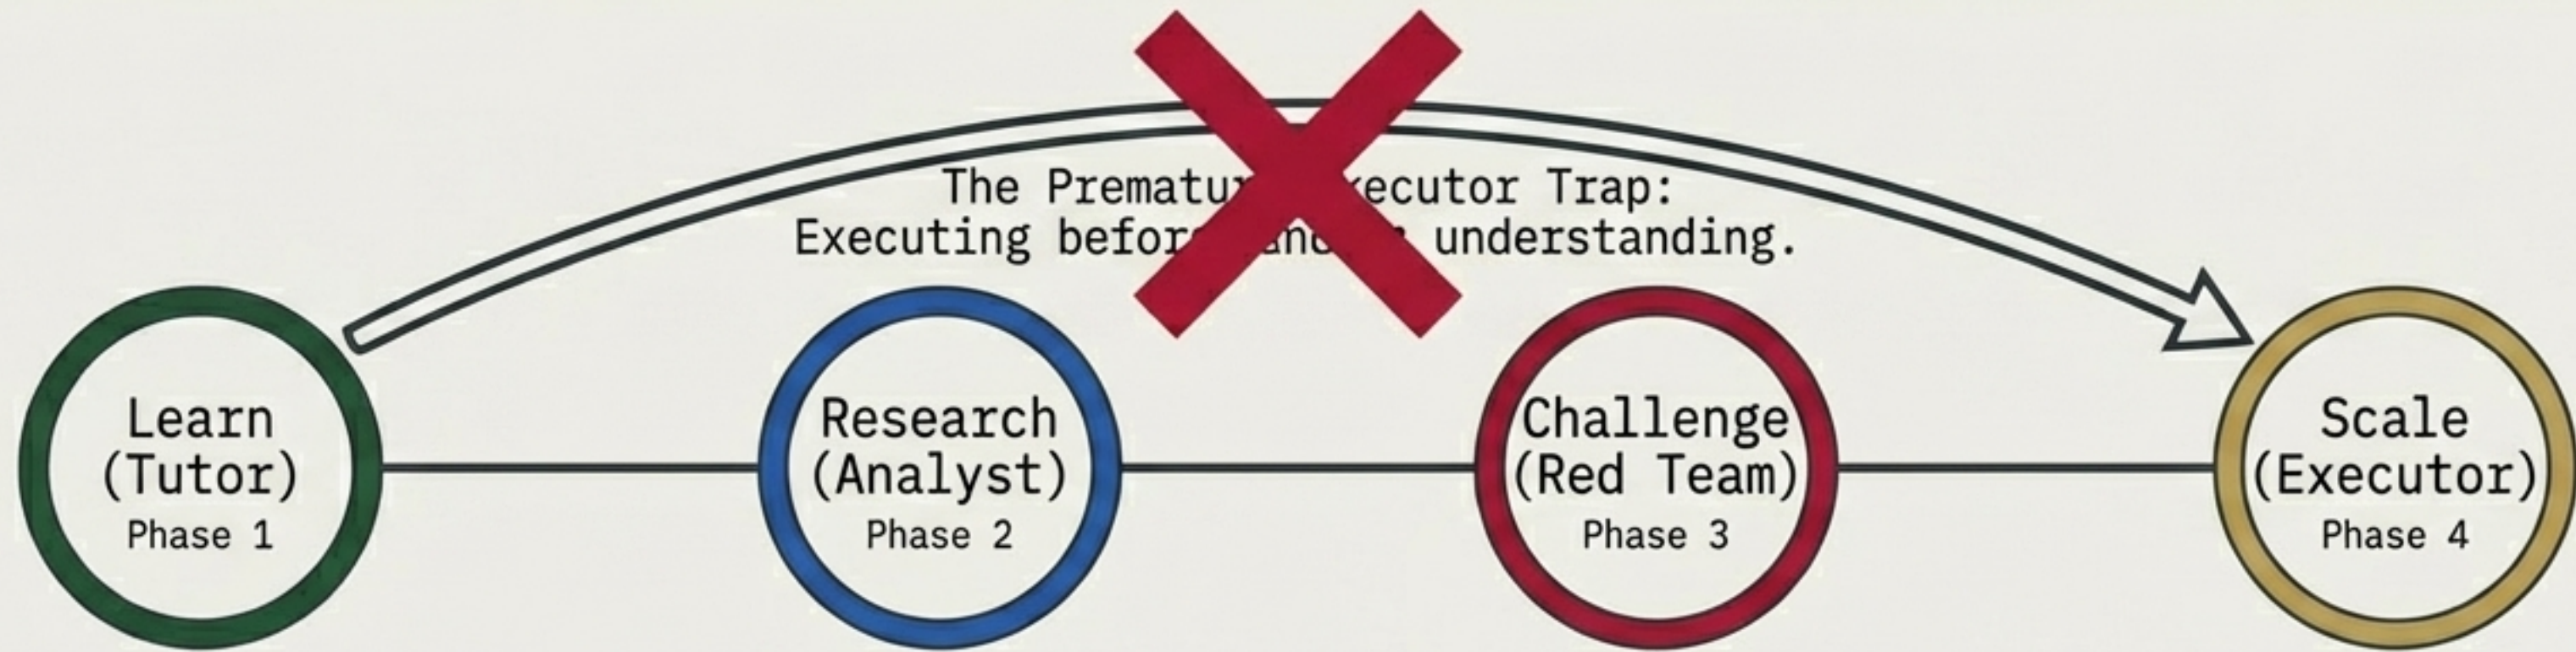 The Trap:
Executing understanding.
Learn
(Tutor)
Phase 1
Research
(Analyst)
Phase 2
Challenge
(Red Team)
Phase 3
Scale
(Executor)
Phase 4